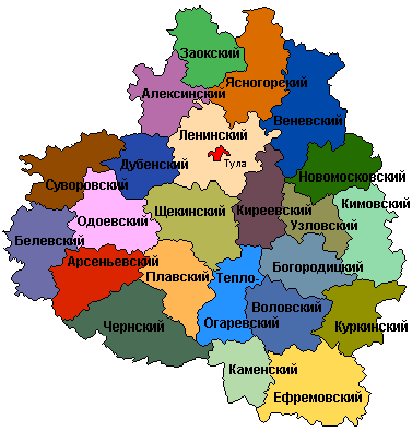 Заокский
Ясногорский
Алексинский
Веневский
Ленинский
Тула
Дубенский
Новомосковский
Суворовский
Кимовский
Щекинский
Киреевский
Одоевский
Узловский
Белевский
Арсеньевский
Богородицкий
Плавский
Тепло-
Огаревский
Воловский
Чернский
Куркинский
Каменский
Ефремовский